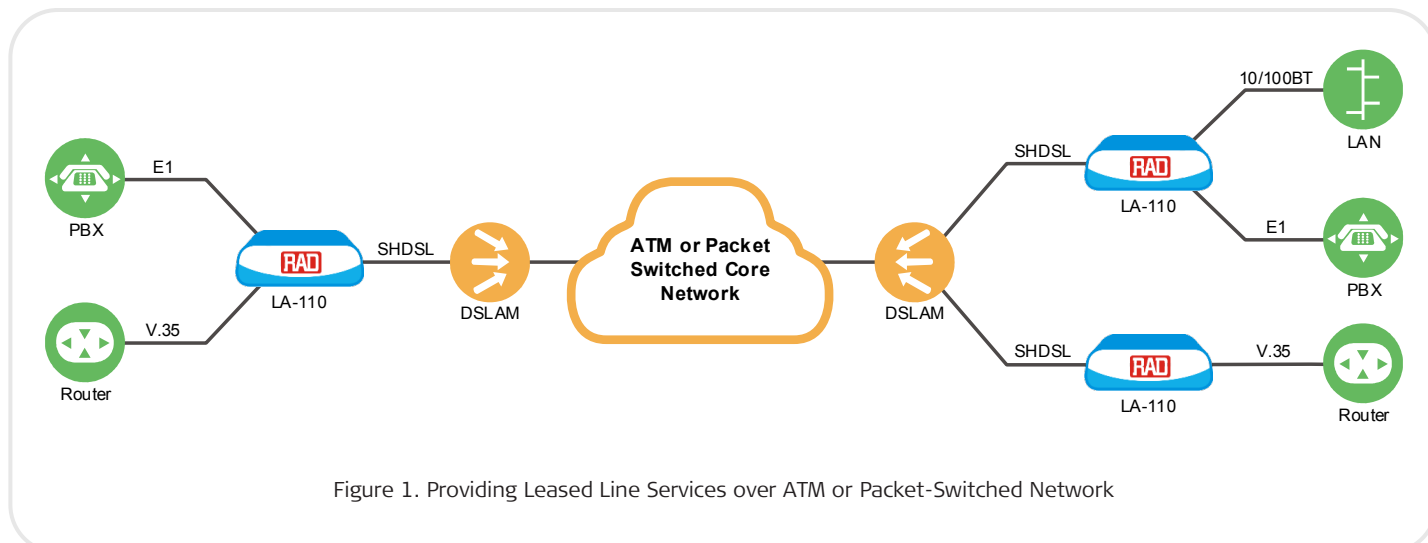 E1
PBX
RAD
LA-110
V.35
Router
SHDSL
DSLAM
ATM or Packet
Switched Core
Network
DSLAM
SHDSL
RAD
LA-110
10/100BT
LAN
E1
PBX
SHDSL
RAD
LA-110
V.35
Router
Figure 1. Providing Leased Line Services over ATM or Packet-Switched Network